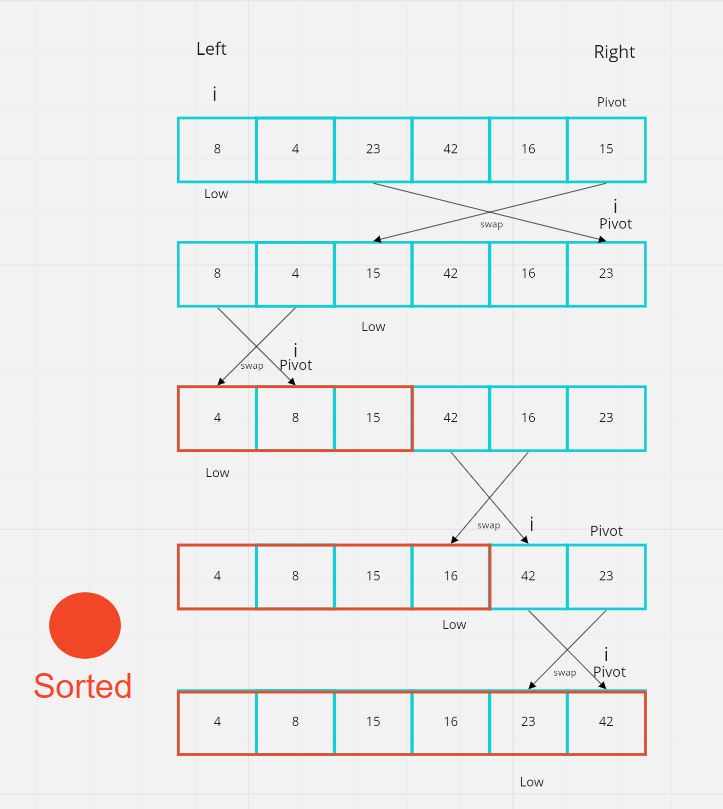 Left
Right
i
Pivot
8 4 23 42 16 15
Low
i
swap
Pivot
8 4 15 42 16 23
Low
i
swap Pivot
4 8 15 42 16 23
Low
swap i
Pivot
4 8 15 16 42 23
Low
i
swap Pivot
Sorted
4 8 15 16 23 42
Low